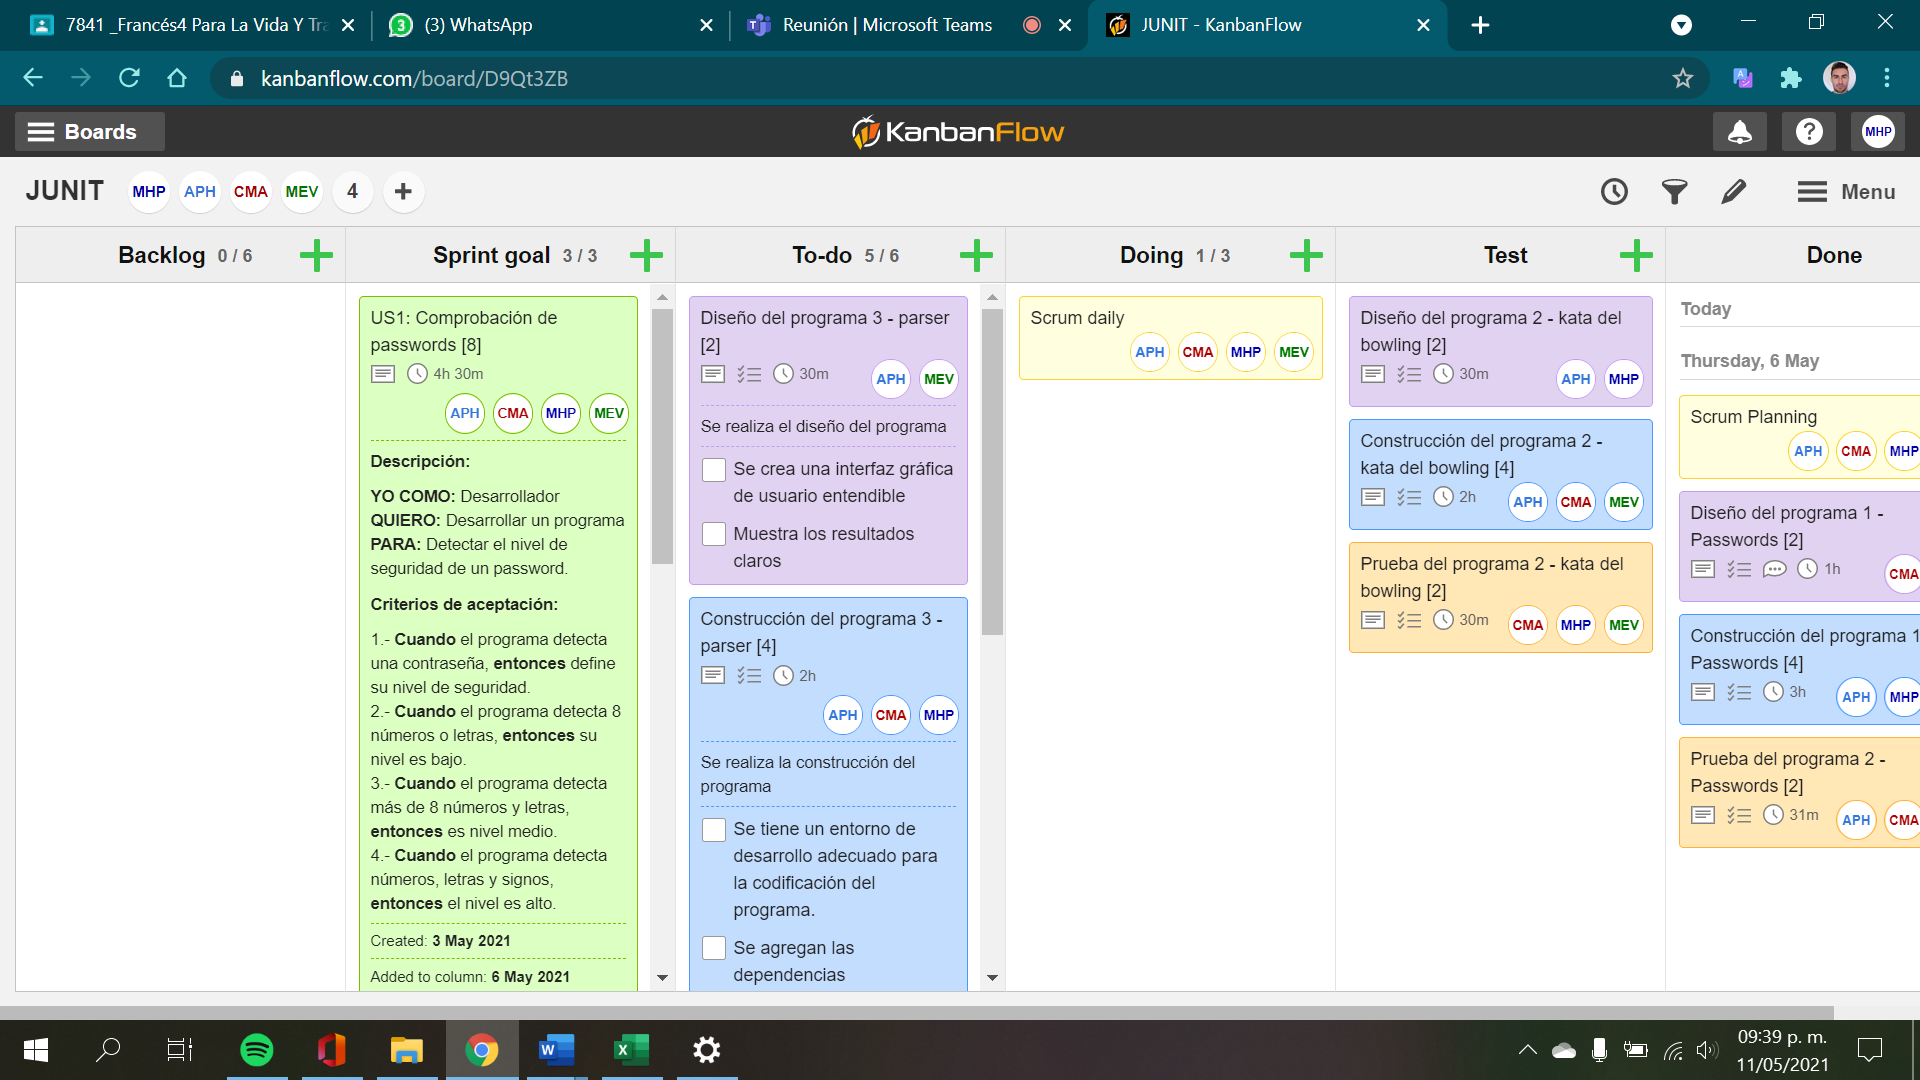 7841 _Francés4 Para La Vida Y Tra
(3) WhatsApp
Reunión | Microsoft Teams
JUNIT - KanbanFlow
kanbanflow.com/board/D9Qt3ZB
Boards
KanbanFlow
MHP
JUNIT
MHP APH CMA MEV 4
Menu
Backlog 0 / 6
Sprint goal 3 / 3
US1: Comprobación de
passwords [8]
4h 30m
APH CMA MHP MEV
Descripción:
YO COMO: Desarrollador
QUIERO: Desarrollar un programa
PARA: Detectar el nivel de
seguridad de un password.
Criterios de aceptación:
1.- Cuando el programa detecta
una contraseña, entonces define
su nivel de seguridad.
2.- Cuando el programa detecta 8
números o letras, entonces su
nivel es bajo.
3.- Cuando el programa detecta
más de 8 números y letras,
entonces es nivel medio.
4.- Cuando el programa detecta
números, letras y signos,
entonces el nivel es alto.
Created: 3 May 2021
Added to column: 6 May 2021
To-do 5 / 6
Diseño del programa 3 - parser
[2]
30m
APH MEV
Se realiza el diseño del programa
Se crea una interfaz gráfica
de usuario entendible
Muestra los resultados
claros
Construcción del programa 3 -
parser [4]
2h
APH CMA MHP
Se realiza la construcción del
programa
Se tiene un entorno de
desarrollo adecuado para
la codificación del
programa.
Se agregan las
dependencias
Doing 1 / 3
Scrum daily
APH CMA MHP MEV
Test
Diseño del programa 2 - kata del
bowling [2]
30m
APH MHP
Construcción del programa 2 -
kata del bowling [4]
2h
APH CMA MEV
Prueba del programa 2 - kata del
bowling [2]
30m
CMA MHP MEV
Done
Today
Thursday, 6 May
Scrum Planning
APH CMA MHP
Diseño del programa 1 -
Passwords [2]
1h
CMA
Construcción del programa 1
Passwords [4]
3h
APH MHP
Prueba del programa 2 -
Passwords [2]
31m
APH CMA
09:39 p. m.
11/05/2021